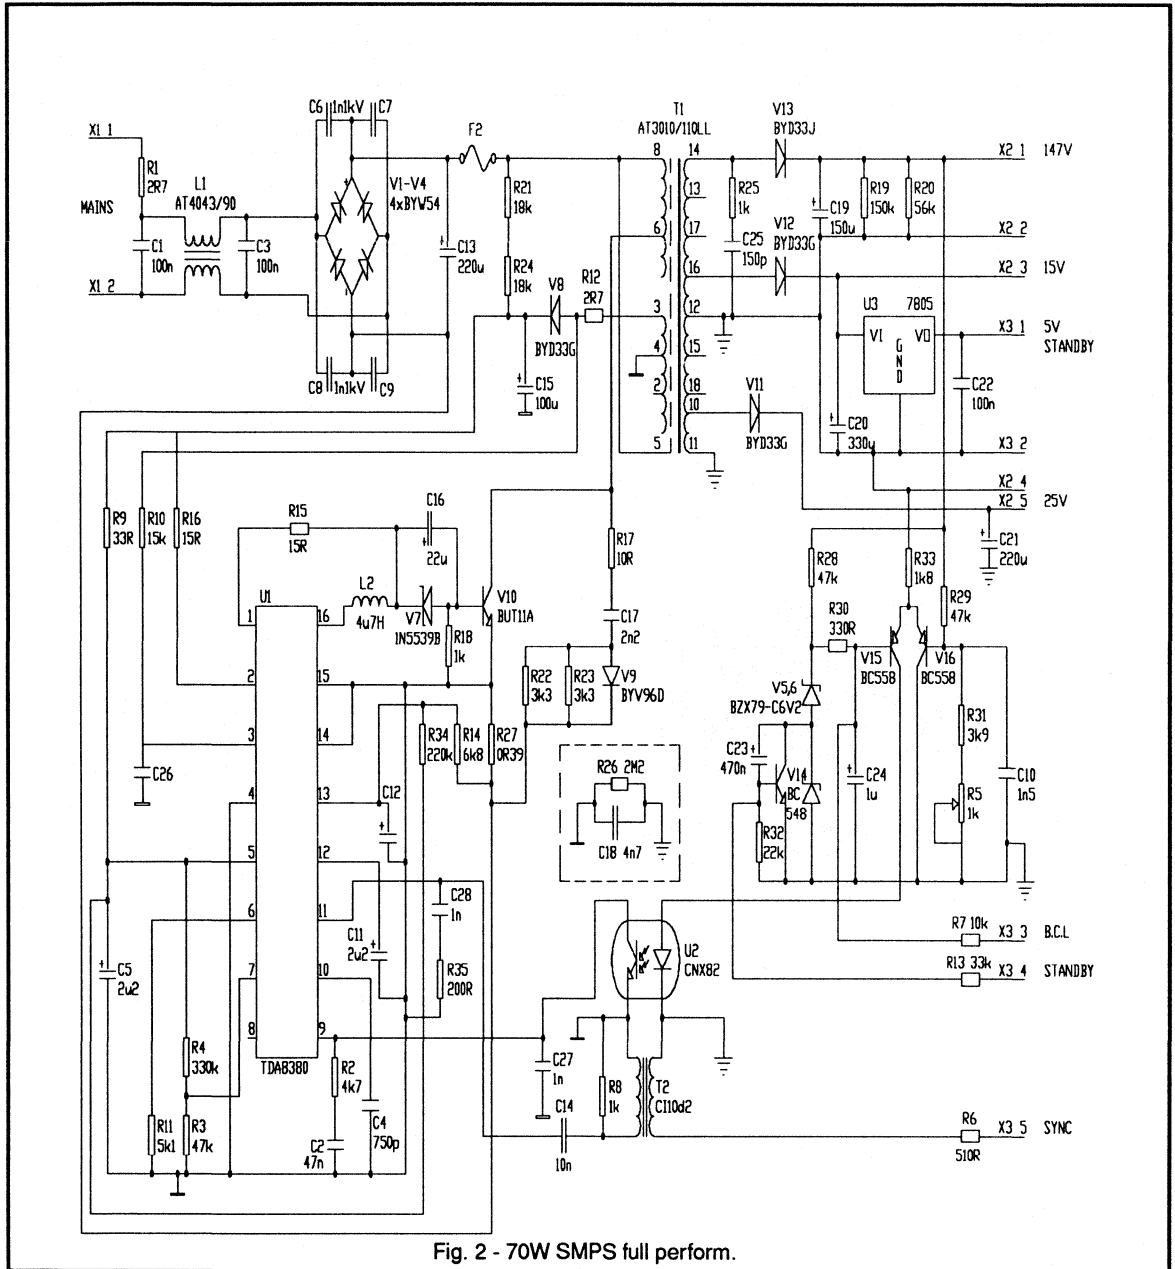 X1 1
R1
2R7
MAINS
L1
AT4043/90
C1
100n
C3
100n
X1 2
C6 1n1kV C7
V1-V4
4xBYW54
C8 1n1kV C9
F2
C13
220u
R21
18k
R24
18k
V8
BYD33G
R12
2R7
C15
100u
T1
AT3010/110LL
8
6
3
4
2
5
14
13
17
16
12
15
18
10
11
V13
BYD33J
R25
1k
C25
150p
V12
BYD33G
C19
150u
R19
150k
R20
56k
X2 1 147V
X2 2
X2 3 15V
U3 7805
VI VO
G
N
D
X3 1 5V
STANDBY
C22
100n
C20
330u
X3 2
X2 4
X2 5 25V
C21
220u
V11
BYD33G
R9
33R
R10
15k
R16
15R
R15
15R
C16
22u
L2
4u7H
V7
1N5539B
V10
BUT11A
R18
1k
R17
10R
C17
2n2
R22
3k3
R23
3k3
V9
BYV96D
R28
47k
R33
1k8
R29
47k
R30
330R
V15
BC558
V16
BC558
V5,6
BZX79-C6V2
R31
3k9
C10
1n5
R5
1k
C23
470n
V14
BC
548
C24
1u
R32
22k
U1
1
2
3
4
5
6
7
8
16
15
14
13
12
11
10
9
TDA8380
C26
C12
R34
220k
R14
6k8
R27
0R39
R26 2M2
C18 4n7
C28
1n
C11
2u2
R35
200R
C5
2u2
R4
330k
R11
5k1
R3
47k
R2
4k7
C2
47n
C4
750p
C27
1n
C14
10n
R8
1k
U2
CNX82
T2
CI10d2
R7 10k X3 3 B.C.L
R13 33k X3 4 STANDBY
R6
510R
X3 5 SYNC
Fig. 2 - 70W SMPS full perform.